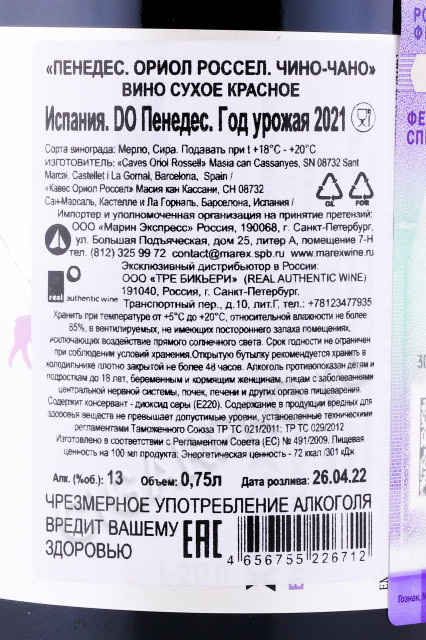 «ПЕНЕДЕС. ОРИОЛ РОССЕЛ. ЧИНО-ЧАНО»
ВИНО СУХОЕ КРАСНОЕ
Испания. DO Пенедес. Год урожая 2021
Сорта винограда: Мерло, Сира. Подавать при t +18°C - +20°C
ИЗГОТОВИТЕЛЬ: «Caves Oriol Rossell» Masia can Cassanyes, SN 08732 Sant
Marcai, Castellet i La Gornai, Barcelona, Spain /
«Кавес Ориол Россел» Масия кан Кассани, СН 08732
Сан-Марсаль, Кастелле и Ла Горналь, Барселона, Испания /
GL
FOR
Импортер и уполномоченная организация на принятие претензий:
ООО «Марин Экспресс» Россия, 190068, г. Санкт-Петербург,
ул. Большая Подъяческая, дом 25, литер А, помещение 7-Н
тел. (812) 325 99 72 contact@marex.spb.ru www.marexwine.ru
Эксклюзивный дистрибьютор в России:
ООО «ТРЕ БИКЬЕРИ» (REAL AUTHENTIC WINE)
191040, Россия, г. Санкт-Петербург,
Транспортный пер., д.10, лит.Г, тел.: +78123477935
real authentic wine
Хранить при температуре от +5°C до +20°C, относительной влажности не более
85%, в вентилируемых, не имеющих постороннего запаха помещениях,
исключающих воздействие прямого солнечного света. Срок годности не ограничен
при соблюдении условий хранения.Открытую бутылку рекомендуется хранить в
холодильнике плотно закрытой не более 48 часов. Алкоголь противопоказан детям и
подросткам до 18 лет, беременным и кормящим женщинам, лицам с заболеваниями
центральной нервной системы, почек, печени и других органов пищеварения.
Содержит консервант - диоксид серы (Е220). Содержание в продукции вредных для
здоровья веществ не превышает допустимые уровни, установленные техническими
регламентами Таможенного Союза ТР ТС 021/2011; ТР ТС 029/2012
Изготовлено в соответствии с Регламентом Совета (ЕС) № 491/2009. Пищевая
ценность на 100 мл продукта: Энергетическая ценность - 72 ккал /301 кДж
Алк. (%об.): 13 Объем: 0,75л Дата розлива: 26.04.22
ЧРЕЗМЕРНОЕ УПОТРЕБЛЕНИЕ АЛКОГОЛЯ
ВРЕДИТ ВАШЕМУ
ЗДОРОВЬЮ
EAC
4 656755 226712